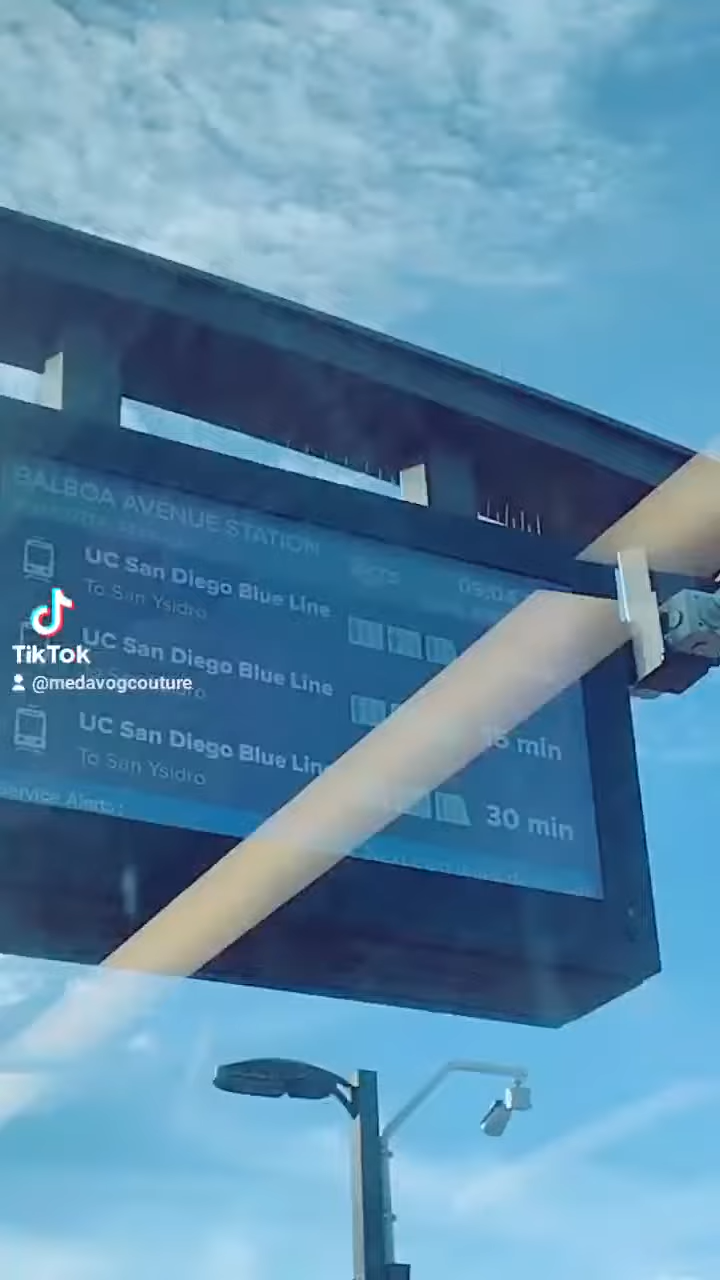 BALBOA AVENUE STATION
UC San Diego Blue Line
To San Ysidro
UC San Diego Blue Line
15 min
UC San Diego Blue Line
To San Ysidro
30 min
Service Alerts:
TikTok
@medavogcouture